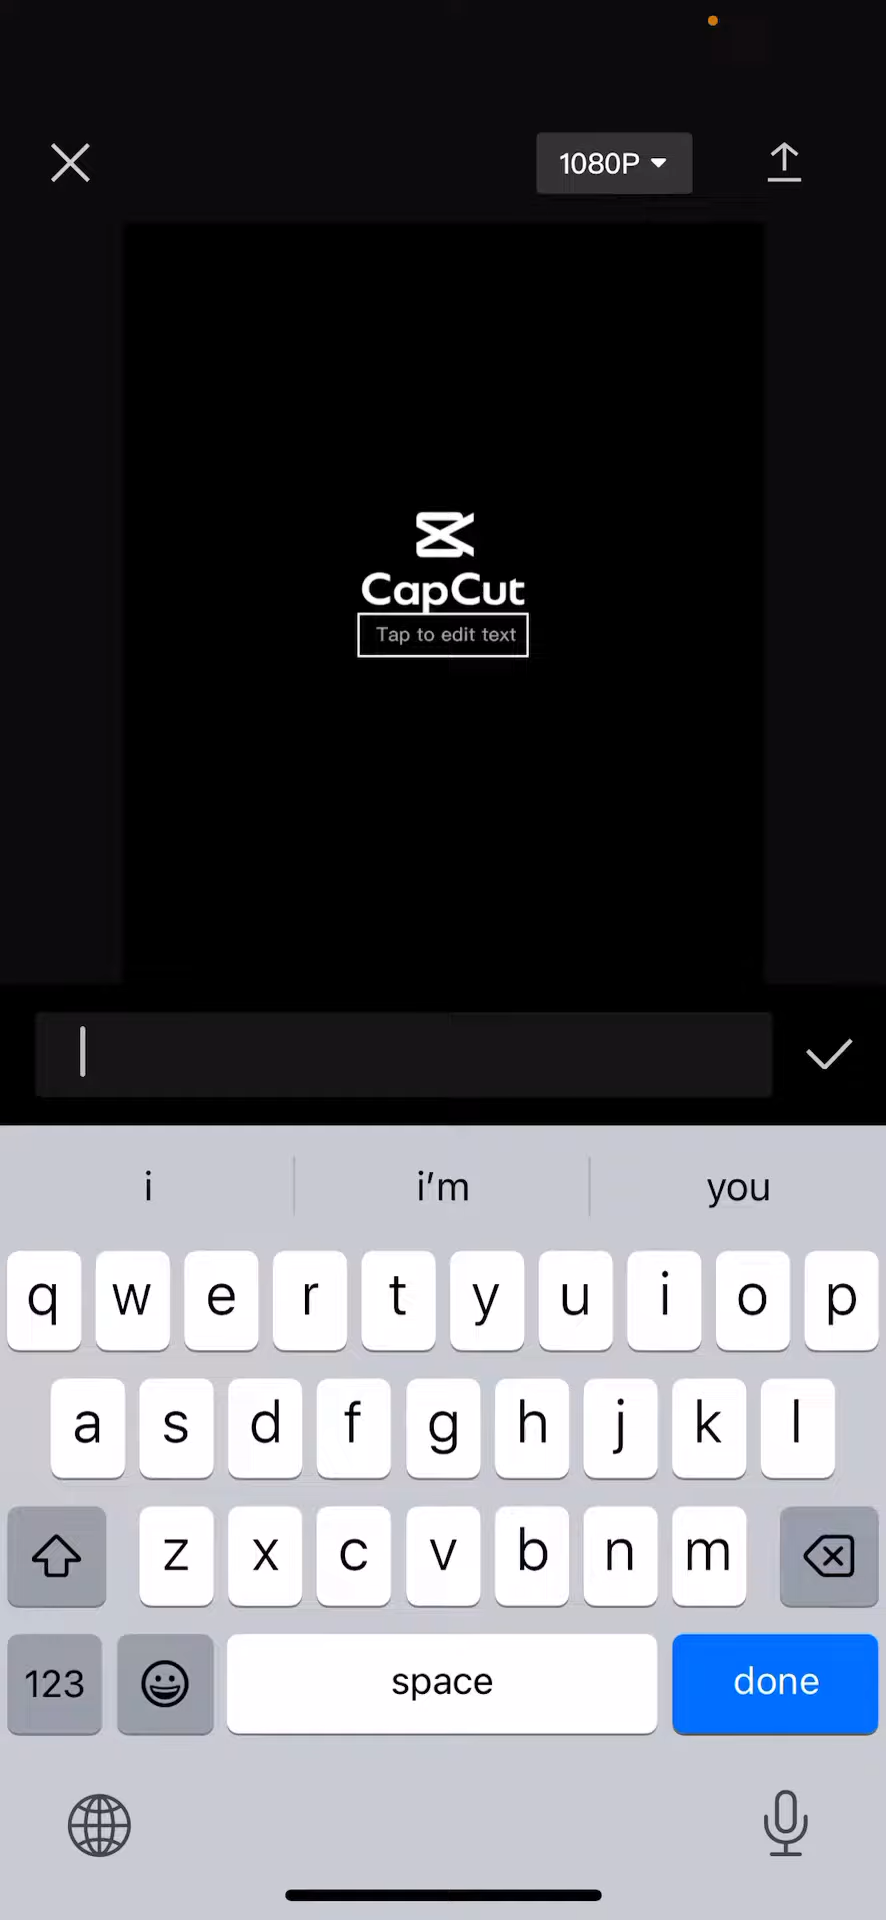 1080P
CapCut
Tap to edit text
i i'm you
q w e r t y u i o p
a s d f g h j k l
z x c v b n m
123 space done